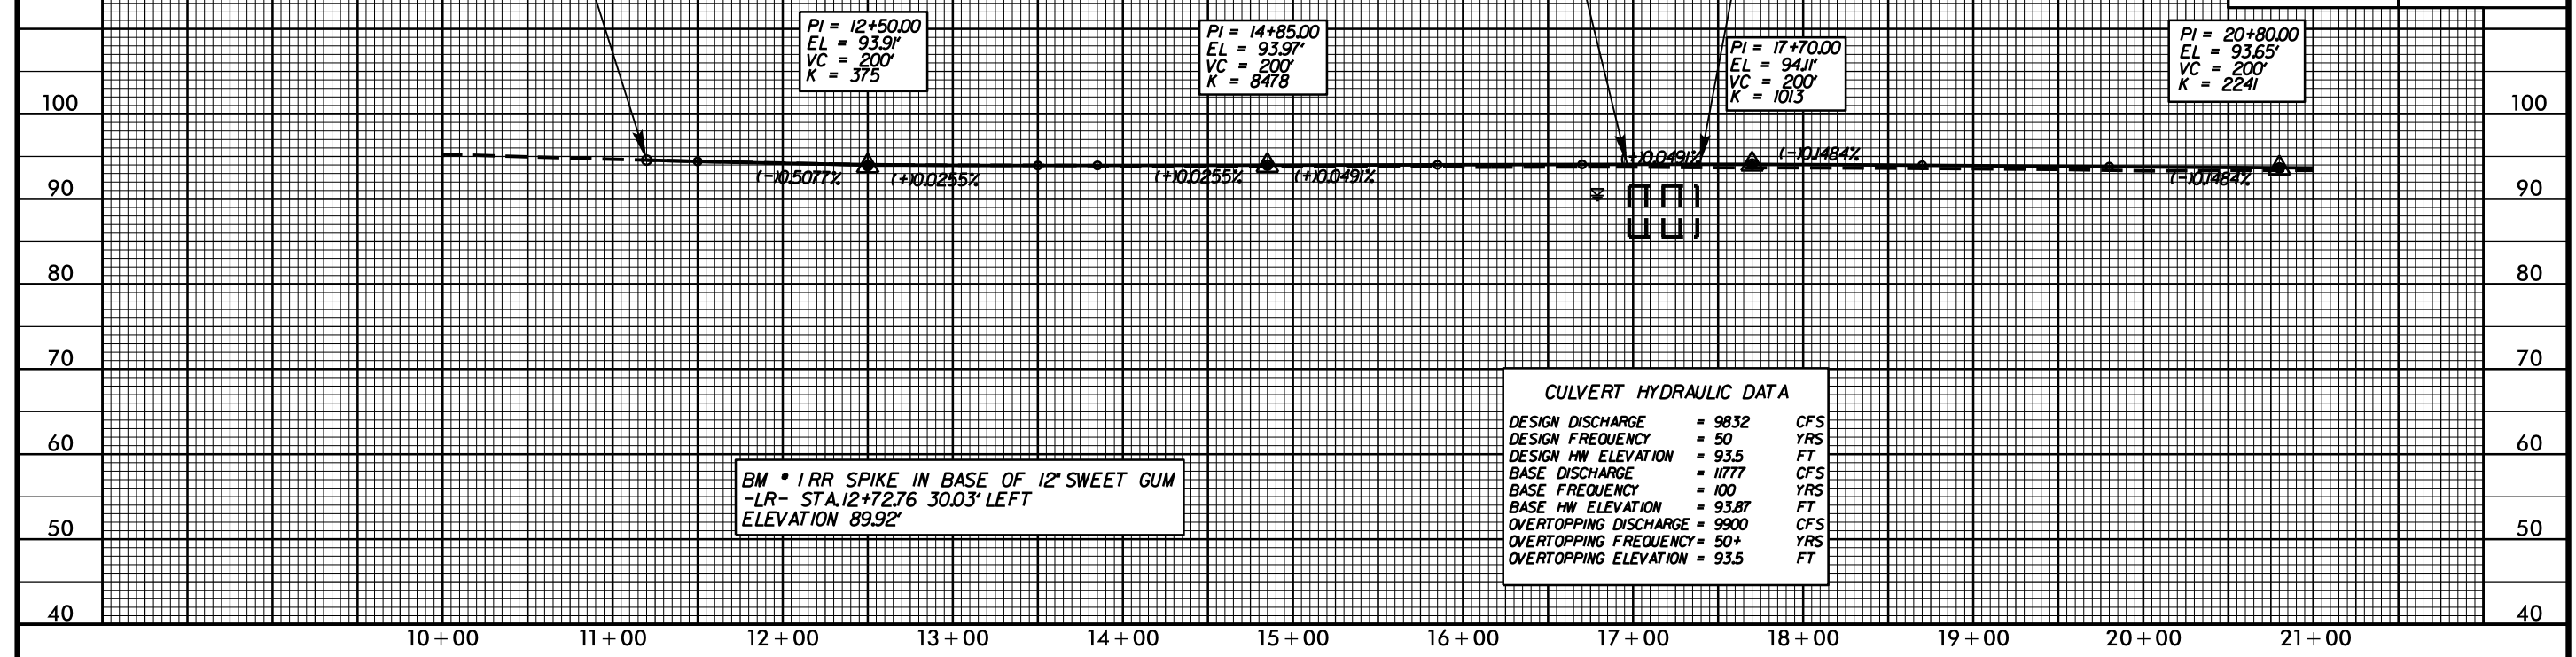 PI = 12+50.00
EL = 93.91'
VC = 200'
K = 375
PI = 14+85.00
EL = 93.97'
VC = 200'
K = 8478
PI = 17+70.00
EL = 94.11'
VC = 200'
K = 1013
PI = 20+80.00
EL = 93.65'
VC = 200'
K = 2241
100
100
(+)0.0491%
(-)0.1484%
(-)0.5077%
(+)0.0255%
(+)0.0255%
(+)0.0491%
(-)0.1484%
90
90
80
80
70
70
CULVERT HYDRAULIC DATA
DESIGN DISCHARGE = 9832 CFS
DESIGN FREQUENCY = 50 YRS
DESIGN HW ELEVATION = 93.5 FT
BASE DISCHARGE = 11777 CFS
BASE FREQUENCY = 100 YRS
BASE HW ELEVATION = 93.87 FT
OVERTOPPING DISCHARGE = 9900 CFS
OVERTOPPING FREQUENCY = 50+ YRS
OVERTOPPING ELEVATION = 93.5 FT
60
60
BM # 1 RR SPIKE IN BASE OF 12" SWEET GUM
-LR- STA.12+72.76 30.03' LEFT
ELEVATION 89.92'
50
50
40
40
10+00 11+00 12+00 13+00 14+00 15+00 16+00 17+00 18+00 19+00 20+00 21+00